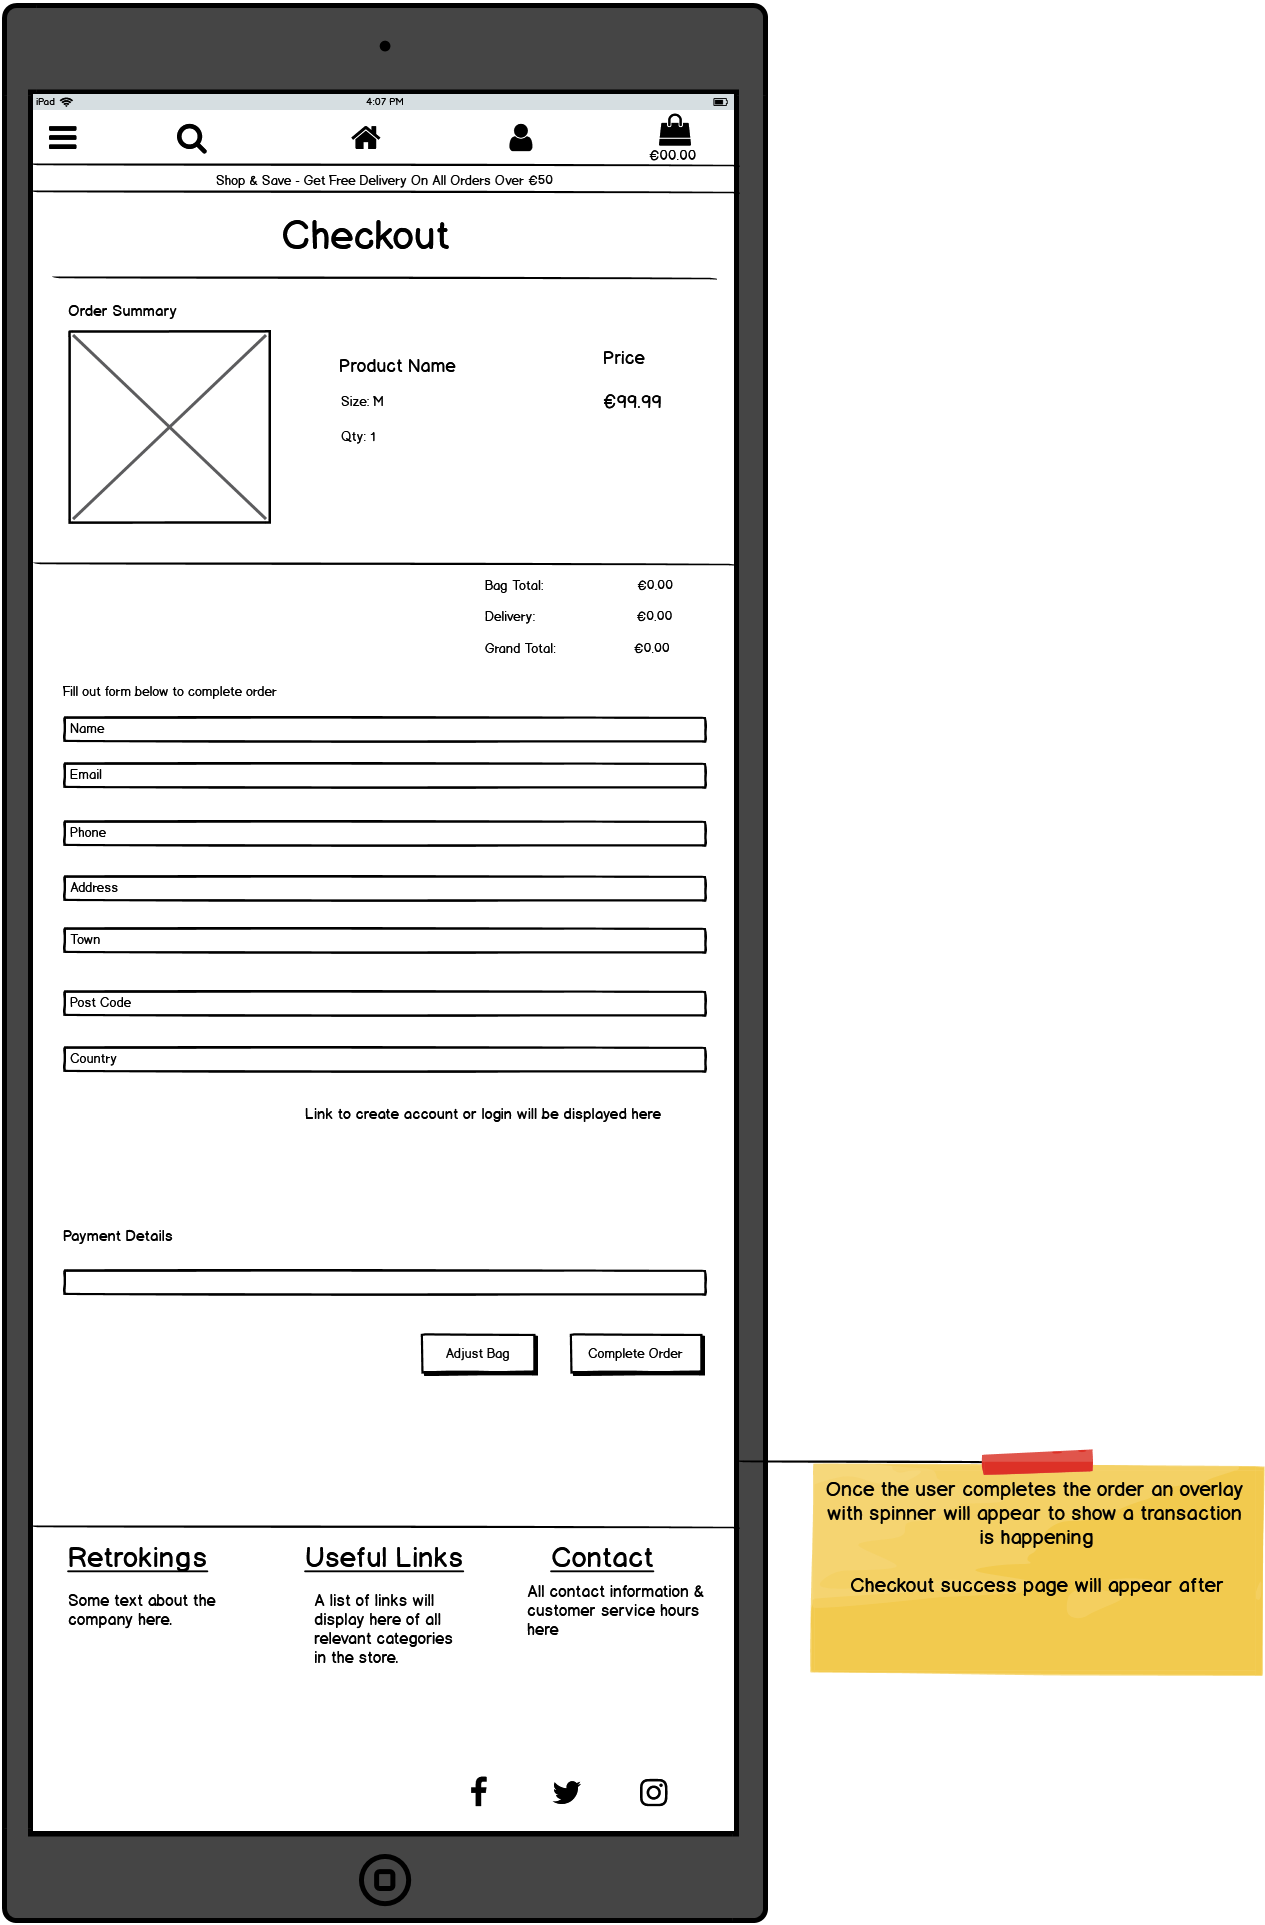 iPad
4:07 PM
€00.00
Shop & Save - Get Free Delivery On All Orders Over €50
Checkout
Order Summary
Product Name
Price
Size: M
€99.99
Qty: 1
Bag Total: €0.00
Delivery: €0.00
Grand Total: €0.00
Fill out form below to complete order
Name
Email
Phone
Address
Town
Post Code
Country
Link to create account or login will be displayed here
Payment Details
Adjust Bag
Complete Order
Once the user completes the order an overlay
with spinner will appear to show a transaction
is happening
Checkout success page will appear after
Retrokings
Some text about the
company here.
Useful Links
A list of links will
display here of all
relevant categories
in the store.
Contact
All contact information &
customer service hours
here